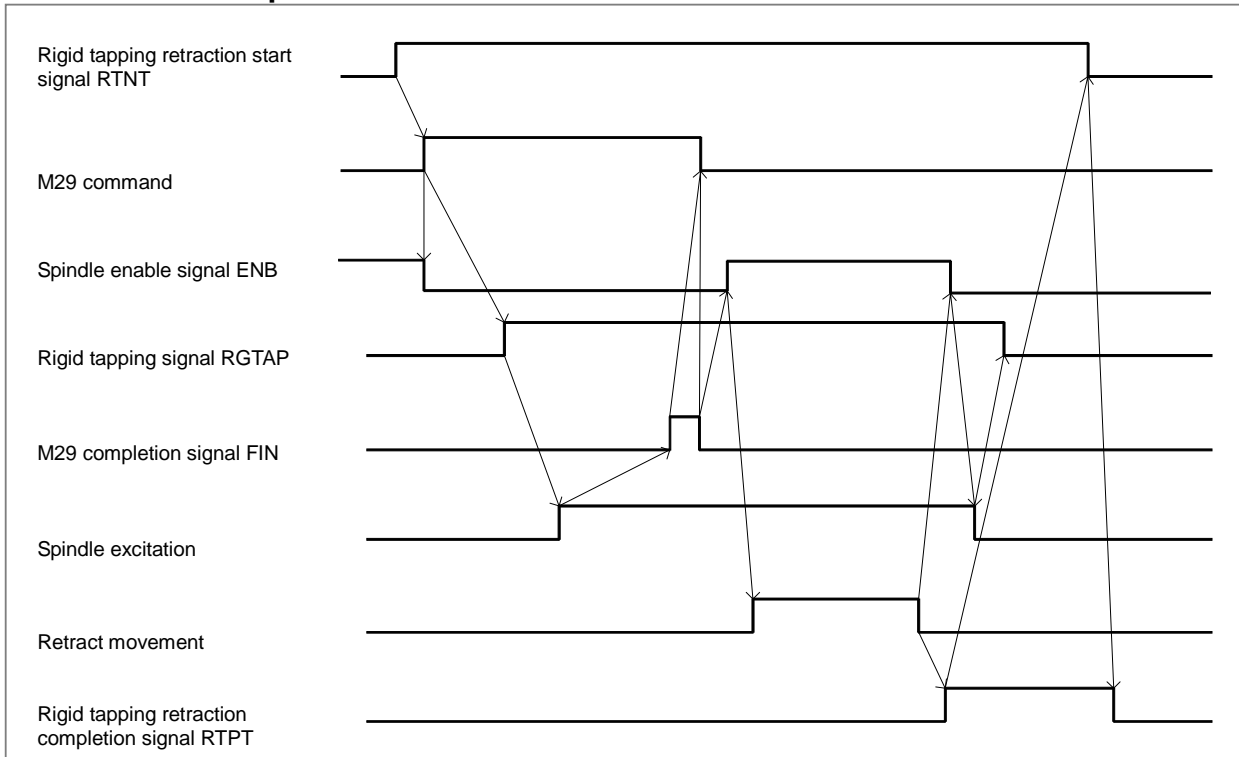 Rigid tapping retraction start
signal RTNT
M29 command
Spindle enable signal ENB
Rigid tapping signal RGTAP
M29 completion signal FIN
Spindle excitation
Retract movement
Rigid tapping retraction
completion signal RTPT